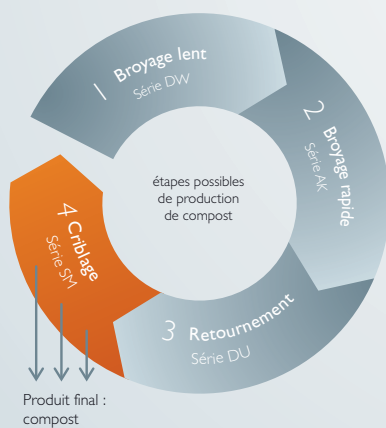 1 Broyage lent
Série DW
2 Broyage rapide
Série AK
étapes possibles
de production
de compost
3 Retournement
Série DU
4 Criblage
Série SM
Produit final :
compost